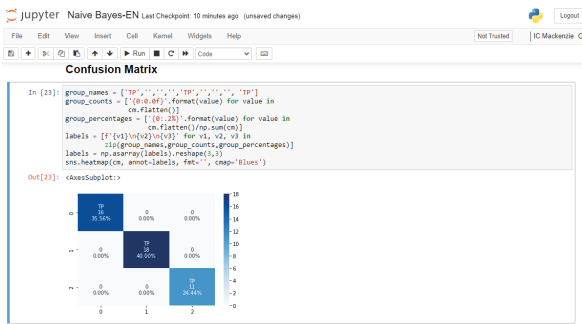 jupyter Naive Bayes-EN Last Checkpoint: 10 minutes ago (unsaved changes)
Logout
File Edit View Insert Cell Kernel Widgets Help
Not Trusted
IC Mackenzie C
Run
Code
Confusion Matrix
In [23]: group_names = ['TP','','','','TP','','','', 'TP']
group_counts = ['{0:0.0f}'.format(value) for value in
cm.flatten()]
group_percentages = ['{0:.2%}'.format(value) for value in
cm.flatten()/np.sum(cm)]
labels = [f'{v1}\n{v2}\n{v3}' for v1, v2, v3 in
zip(group_names,group_counts,group_percentages)]
labels = np.asarray(labels).reshape(3,3)
sns.heatmap(cm, annot=labels, fmt='', cmap='Blues')
Out[23]: <AxesSubplot:>
0
TP
16
35.56%
0
0.00%
0
0.00%
1
0
0.00%
TP
18
40.00%
0
0.00%
2
0
0.00%
0
0.00%
TP
11
24.44%
0 1 2
18
16
14
12
10
8
6
4
2
0